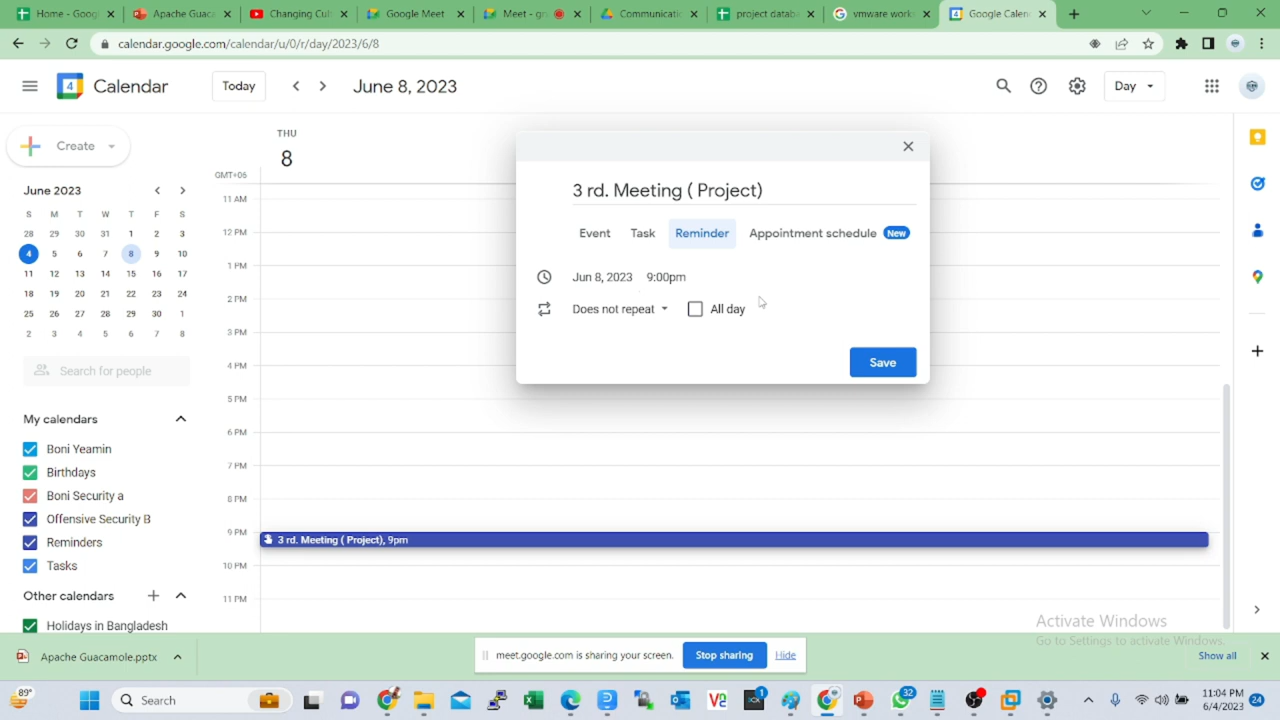 Home - Goog
Apache Guaca
Changing Cult
Google Meet
Meet - gn
Communicatio
project datab
vmware works
Google Calen
calendar.google.com/calendar/u/0/r/day/2023/6/8
4
Calendar
Today
June 8, 2023
Day
Create
THU
8
GMT+06
June 2023
S M T W T F S
28 29 30 31 1 2 3
4 5 6 7 8 9 10
11 12 13 14 15 16 17
18 19 20 21 22 23 24
25 26 27 28 29 30 1
2 3 4 5 6 7 8
Search for people
My calendars
Boni Yeamin
Birthdays
Boni Security a
Offensive Security B
Reminders
Tasks
Other calendars
Holidays in Bangladesh
11 AM
12 PM
1 PM
2 PM
3 PM
4 PM
5 PM
6 PM
7 PM
8 PM
9 PM
10 PM
11 PM
3 rd. Meeting ( Project)
Event Task Reminder Appointment schedule New
Jun 8, 2023 9:00pm
Does not repeat All day
Save
3 rd. Meeting ( Project), 9pm
Activate Windows
Go to Settings to activate Windows.
Apache Guacamole.pptx
meet.google.com is sharing your screen.
Stop sharing
Hide
Show all
89°
Search
1
32
11:04 PM
6/4/2023
24